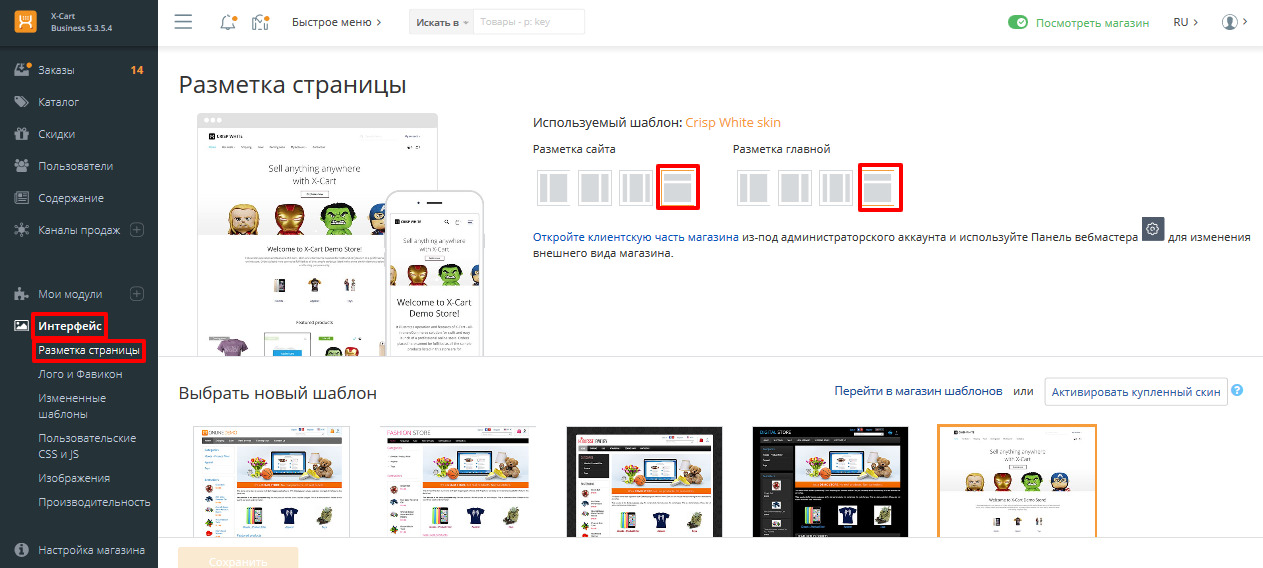 X-Cart
Business 5.3.5.4
Быстрое меню
Искать в
Товары - p: key
Посмотреть магазин
RU
Заказы
14
Каталог
Скидки
Пользователи
Содержание
Каналы продаж
Мои модули
Интерфейс
Разметка страницы
Лого и Фавикон
Измененные
шаблоны
Пользовательские
CSS и JS
Изображения
Производительность
Настройка магазина
Разметка страницы
CRISP WHITE
Sell anything anywhere
with X-Cart
Welcome to X-Cart Demo Store!
Featured products
CRISP WHITE
Sell anything anywhere
with X-Cart
Welcome to X-Cart
Demo Store!
Используемый шаблон: Crisp White skin
Разметка сайта
Разметка главной
Откройте клиентскую часть магазина из-под администраторского аккаунта и используйте Панель вебмастера для изменения
внешнего вида магазина.
Выбрать новый шаблон
Перейти в магазин шаблонов или
Активировать купленный скин
?
FASHION STORE
DIGITAL STORE
Sell anything anywhere
with X-Cart
Welcome to X-Cart Demo Store!
Сохранить